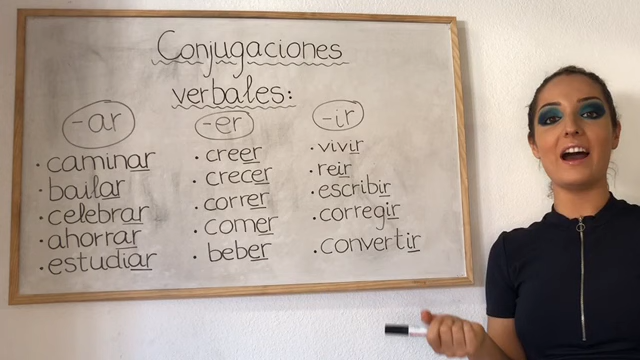 Conjugaciones
verbales:
-ar
· caminar
· bailar
· celebrar
· ahorrar
· estudiar
-er
· creer
· crecer
· correr
· comer
· beber
-ir
· vivir
· reir
· escribir
· corregir
· convertir